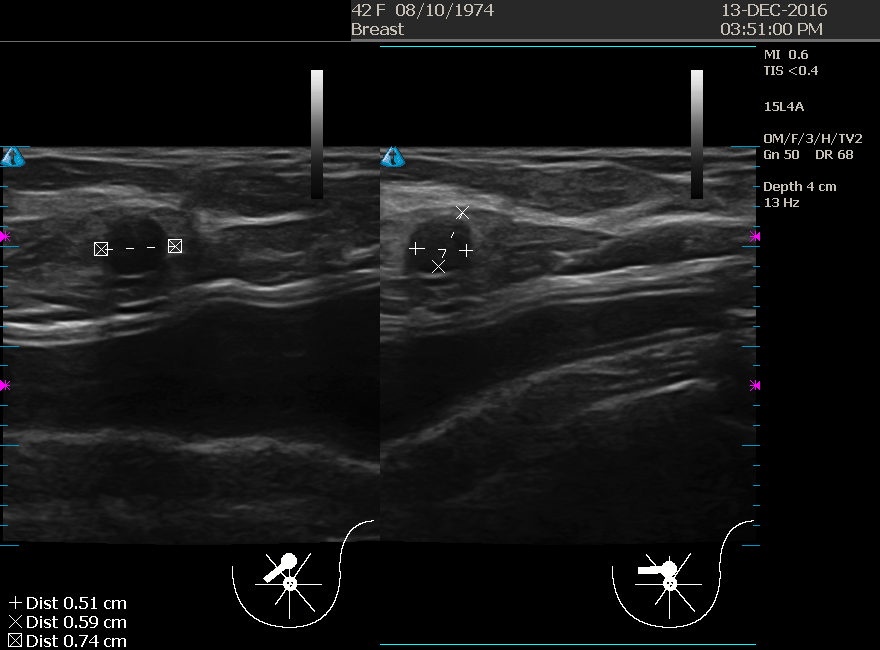 42 F 08/10/1974
13-DEC-2016
Breast
03:51:00 PM
MI 0.6
TIS <0.4
15L4A
OM/F/3/H/TV2
Gn 50 DR 68
Depth 4 cm
13 Hz
Dist 0.51 cm
Dist 0.59 cm
Dist 0.74 cm